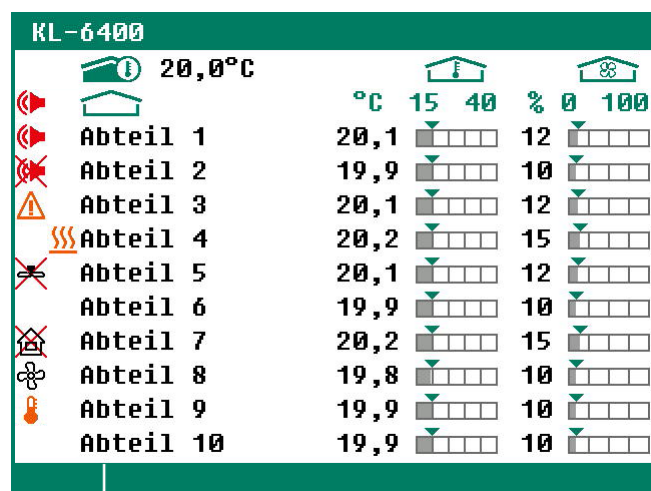 KL-6400
20,0°C
°C 15 40 % 0 100
Abteil 1 20,1 12
Abteil 2 19,9 10
Abteil 3 20,1 12
Abteil 4 20,2 15
Abteil 5 20,1 12
Abteil 6 19,9 10
Abteil 7 20,2 15
Abteil 8 19,8 10
Abteil 9 19,9 10
Abteil 10 19,9 10